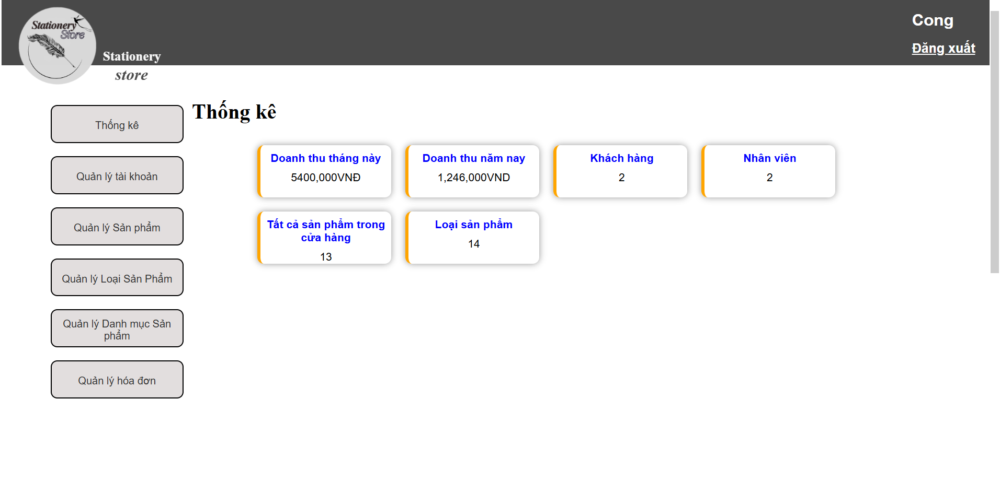 Stationery
Store
Stationery
store
Cong
Đăng xuất
Thống kê
Quản lý tài khoản
Quản lý Sản phẩm
Quản lý Loại Sản Phẩm
Quản lý Danh mục Sản
phẩm
Quản lý hóa đơn
Thống kê
Doanh thu tháng này
5400,000VNĐ
Doanh thu năm nay
1,246,000VND
Khách hàng
2
Nhân viên
2
Tất cả sản phẩm trong
cửa hàng
13
Loại sản phẩm
14